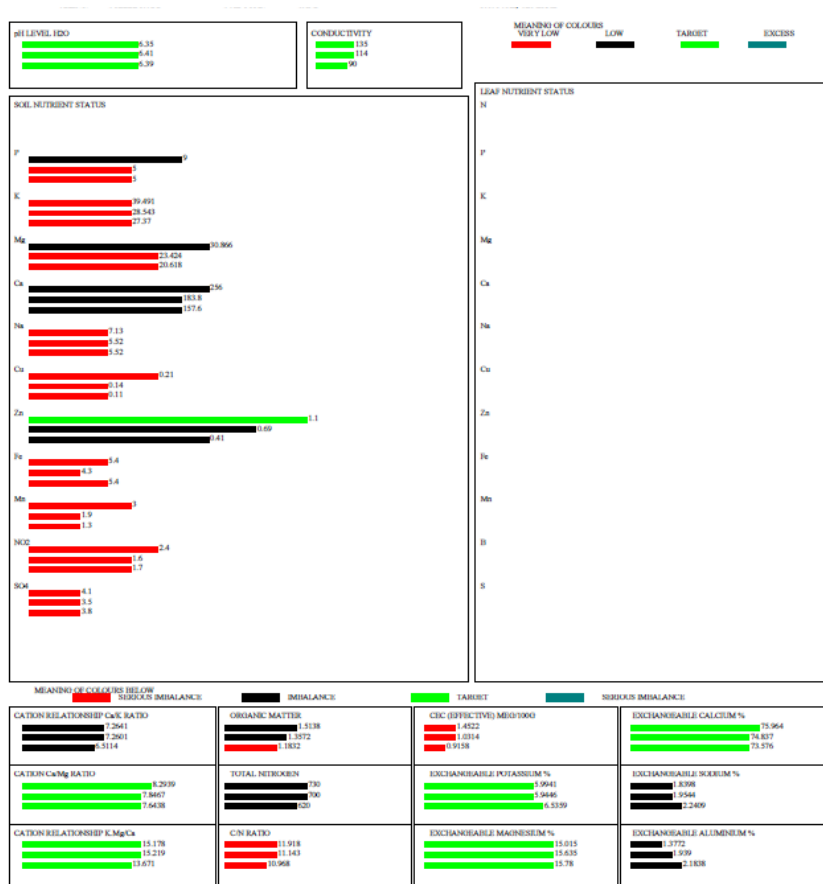 MEANING OF COLOURS
VERY LOW LOW TARGET EXCESS
pH LEVEL H2O
6.35
6.41
6.39
CONDUCTIVITY
135
114
90
SOIL NUTRIENT STATUS
P
9
5
5
K
39.491
28.543
27.37
Mg
30.866
23.424
20.618
Ca
256
183.8
157.6
Na
7.13
5.52
5.52
Cu
0.21
0.14
0.11
Zn
1.1
0.69
0.41
Fe
5.4
4.3
5.4
Mn
3
1.9
1.3
NO2
2.4
1.6
1.7
SO4
4.1
3.5
3.8
LEAF NUTRIENT STATUS
N
P
K
Mg
Ca
Na
Cu
Zn
Fe
Mn
B
S
MEANING OF COLOURS BELOW
SERIOUS IMBALANCE IMBALANCE TARGET SERIOUS IMBALANCE
CATION RELATIONSHIP Ca/K RATIO
7.2641
7.2601
6.5114
ORGANIC MATTER
1.5138
1.3572
1.1832
CEC (EFFECTIVE) MEQ/100G
1.4522
1.0314
0.9158
EXCHANGEABLE CALCIUM %
75.964
74.837
73.576
CATION Ca/Mg RATIO
8.2939
7.8467
7.6438
TOTAL NITROGEN
730
700
620
EXCHANGEABLE POTASSIUM %
5.9941
5.9446
6.5359
EXCHANGEABLE SODIUM %
1.8398
1.9544
2.2409
CATION RELATIONSHIP K.Mg/Ca
15.178
15.219
13.671
C/N RATIO
11.918
11.143
10.968
EXCHANGEABLE MAGNESIUM %
15.015
15.635
15.78
EXCHANGEABLE ALUMINIUM %
1.3772
1.939
2.1838